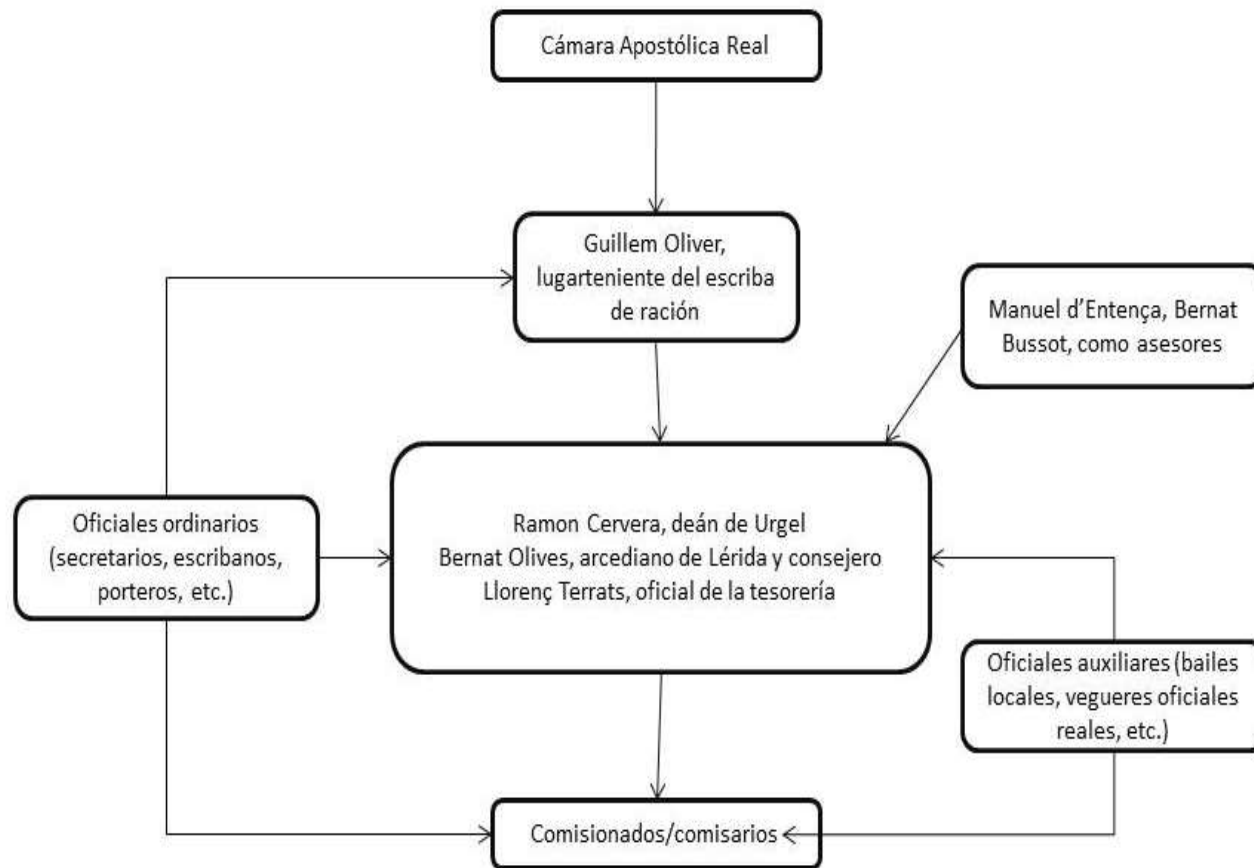 Cámara Apostólica Real
Guillem Oliver,
lugarteniente del escriba
de ración
Manuel d’Entença, Bernat
Bussot, como asesores
Ramon Cervera, deán de Urgel
Bernat Olives, arcediano de Lérida y consejero
Llorenç Terrats, oficial de la tesorería
Oficiales ordinarios
(secretarios, escribanos,
porteros, etc.)
Oficiales auxiliares (bailes
locales, vegueres oficiales
reales, etc.)
Comisionados/comisarios